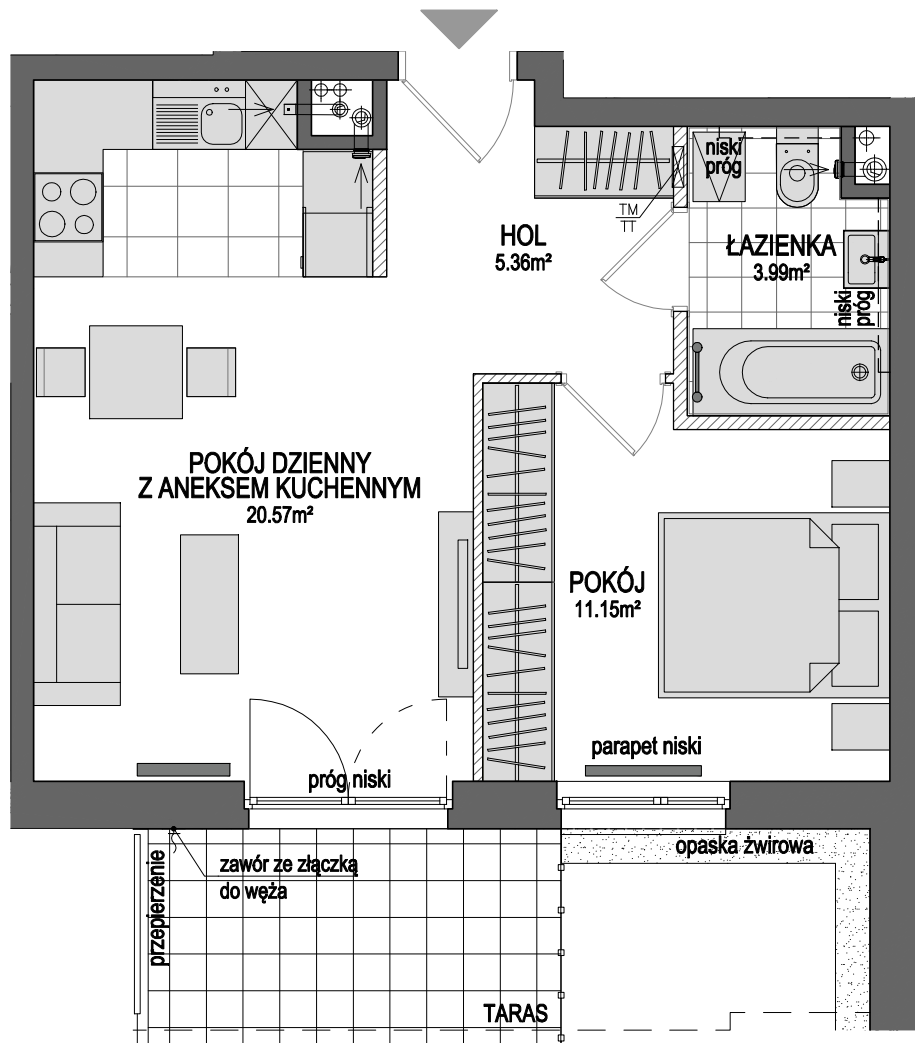 niski
próg
TM
TT
HOL
5.36m²
ŁAZIENKA
3.99m²
niski
próg
POKÓJ DZIENNY
Z ANEKSEM KUCHENNYM
20.57m²
POKÓJ
11.15m²
parapet niski
próg niski
opaska żwirowa
zawór ze złączką
do węża
przepierzenie
TARAS